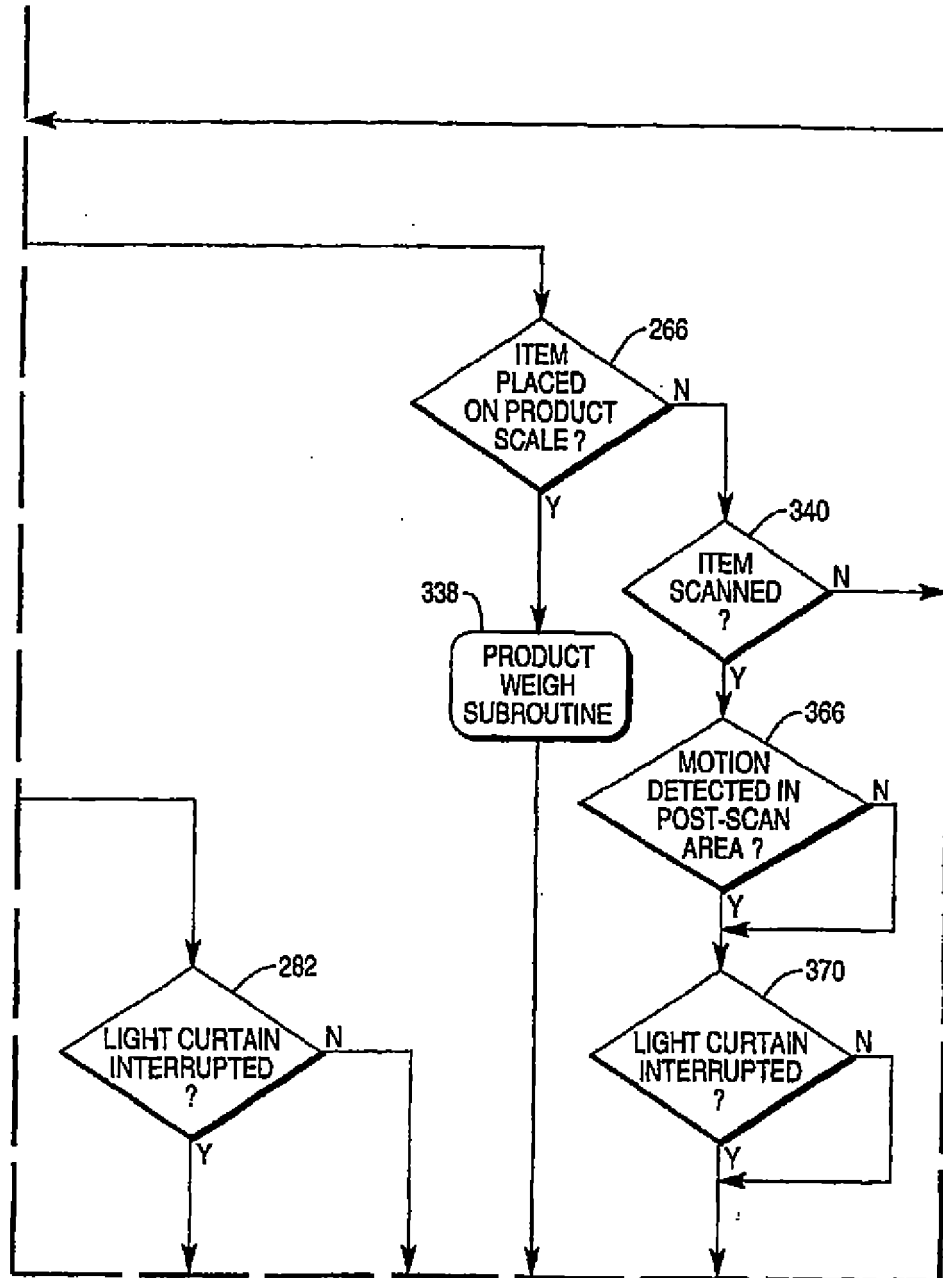 266
ITEM
PLACED
ON PRODUCT
SCALE ?
N
Y
340
ITEM
SCANNED
?
N
Y
338
PRODUCT
WEIGH
SUBROUTINE
366
MOTION
DETECTED IN
POST-SCAN
AREA ?
N
Y
282
LIGHT CURTAIN
INTERRUPTED
?
N
Y
370
LIGHT CURTAIN
INTERRUPTED
?
N
Y